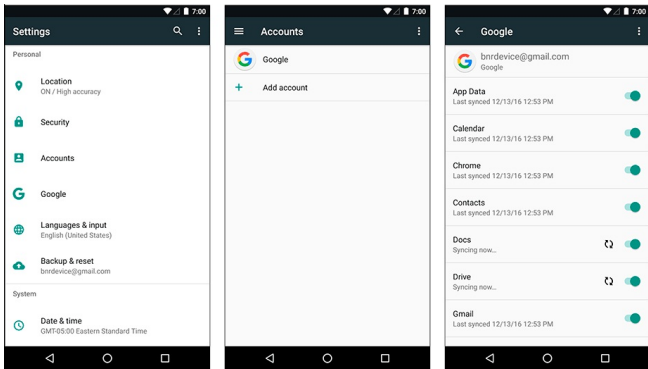 7:00
Settings
Personal
Location
ON / High accuracy
Security
Accounts
Google
Languages & input
English (United States)
Backup & reset
bnrdevice@gmail.com
System
Date & time
GMT-05:00 Eastern Standard Time
7:00
Accounts
Google
Add account
7:00
Google
bnrdevice@gmail.com
Google
App Data
Last synced 12/13/16 12:53 PM
Calendar
Last synced 12/13/16 12:53 PM
Chrome
Last synced 12/13/16 12:53 PM
Contacts
Last synced 12/13/16 12:53 PM
Docs
Syncing now...
Drive
Syncing now...
Gmail
Last synced 12/13/16 12:53 PM